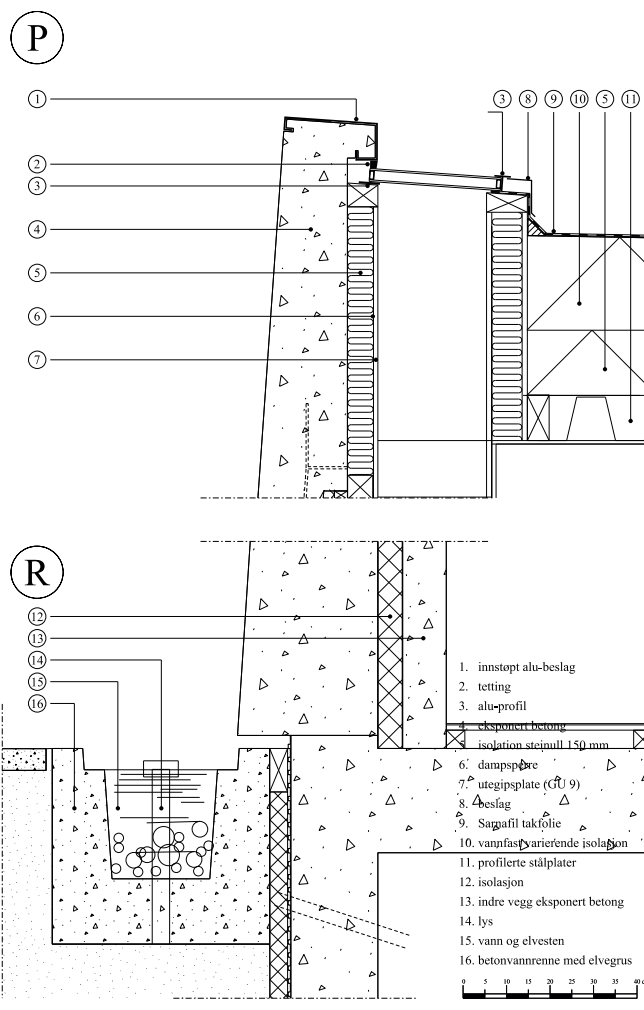 P
1
3
8
9
10
5
11
2
3
4
5
6
7
R
12
13
14
15
16
1. innstøpt alu-beslag
2. tetting
3. alu-profil
4. eksponert betong
5. isolation steinull 150 mm
6. dampsperre
7. utegipsplate (GU 9)
8. beslag
9. Sarnafil takfolie
10. vannfast varierende isolasjon
11. profilerte stålplater
12. isolasjon
13. indre vegg eksponert betong
14. lys
15. vann og elvesten
16. betonvannrenne med elvegrus
0 5 10 15 20 25 30 35 40